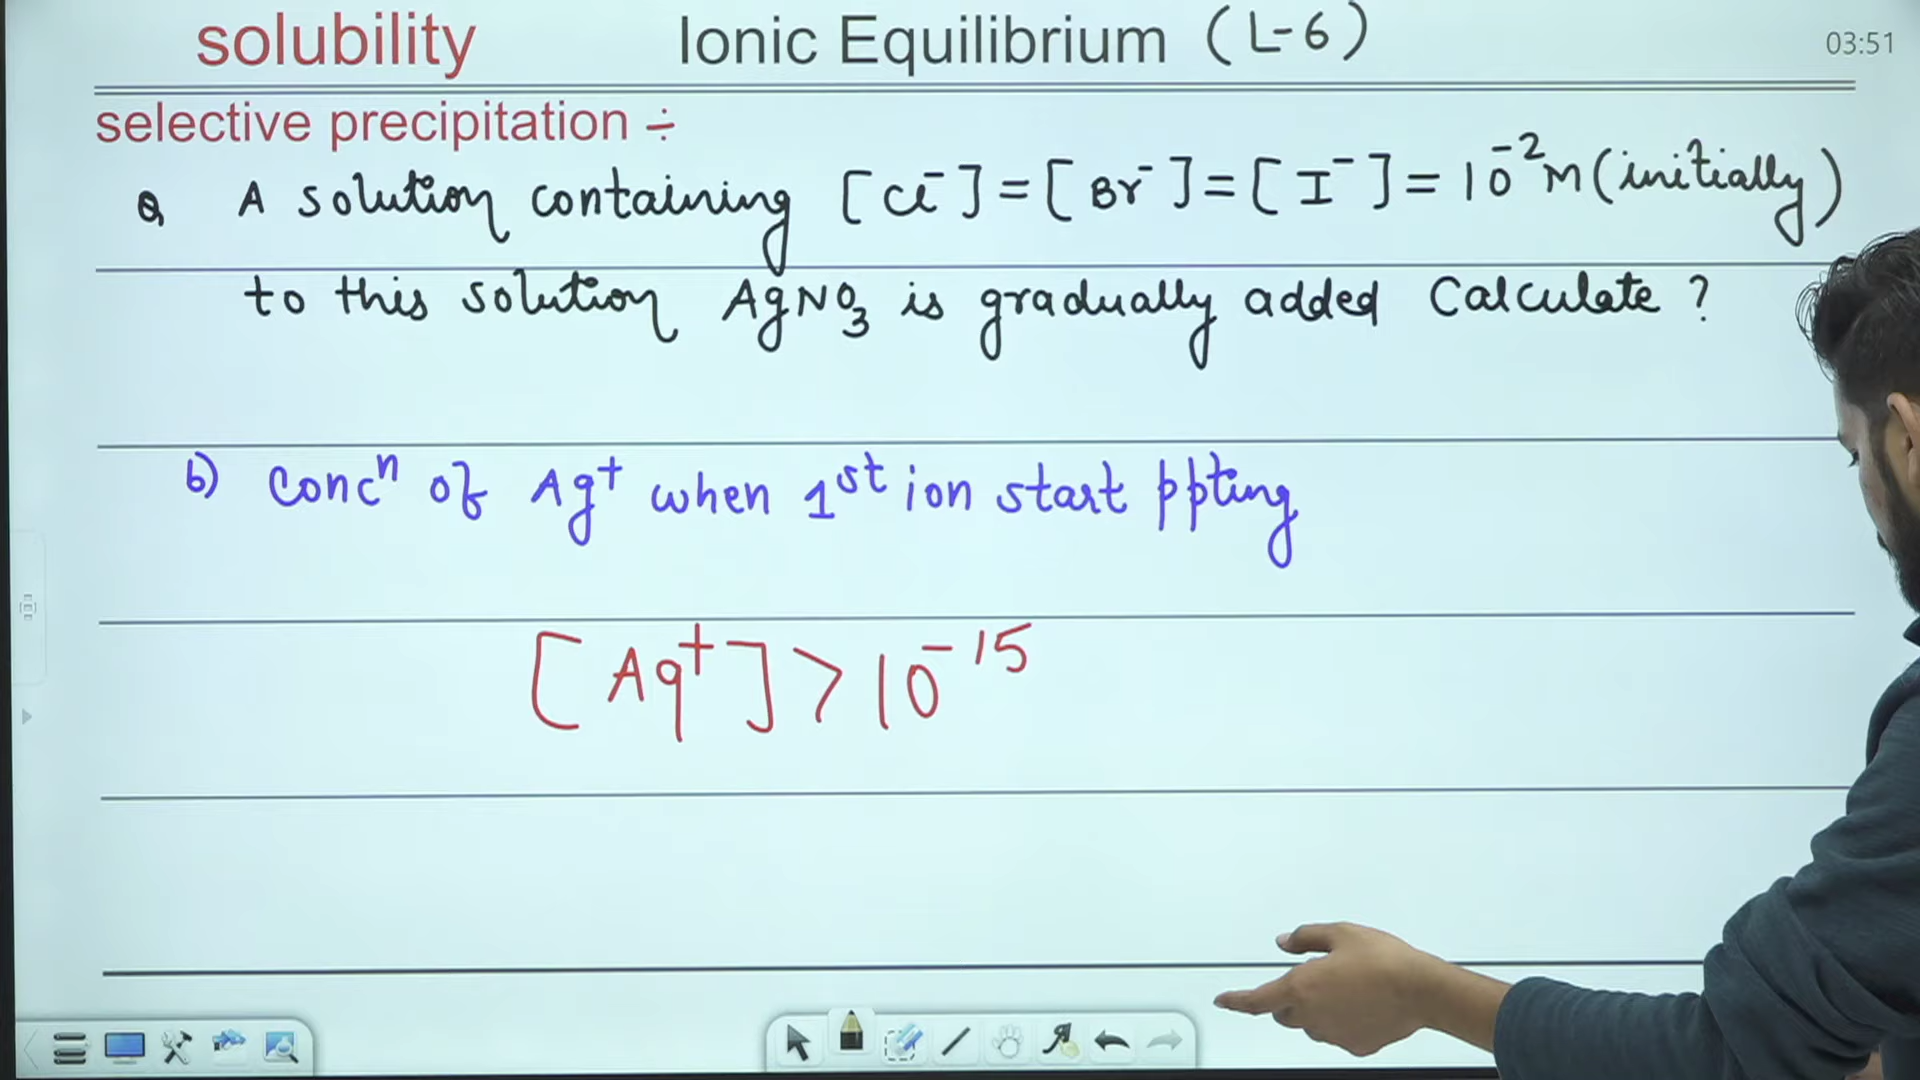 solubility Ionic Equilibrium (L-6)
03:51
selective precipitation ÷
Q, A solution containing [Cl⁻] = [Br⁻] = [I⁻] = 10⁻²M (initially)
to this solution AgNO₃ is gradually added Calculate ?
b) Concⁿ of Ag⁺ when 1st ion start ppting
[Ag⁺] > 10⁻¹⁵